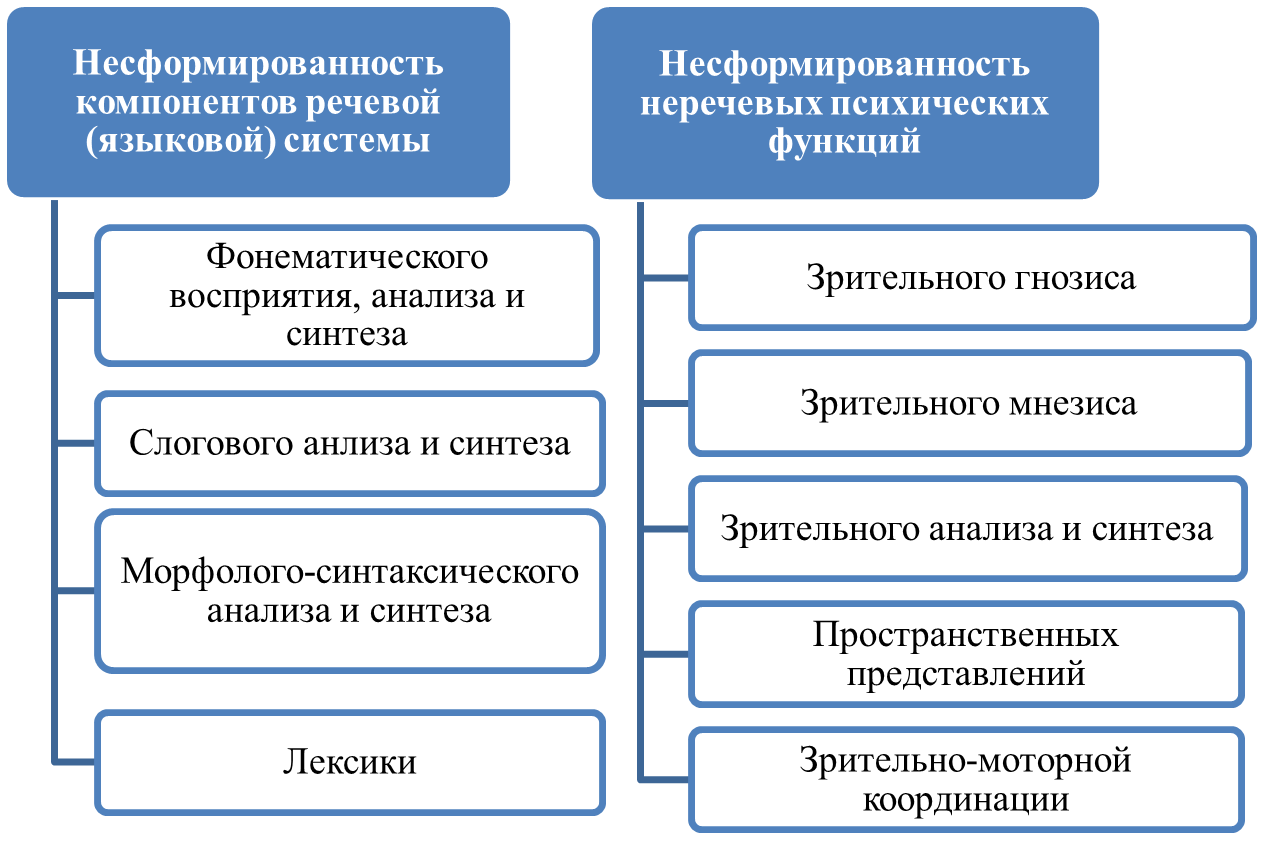 Несформированность
компонентов речевой
(языковой) системы
Фонематического
восприятия, анализа и
синтеза
Слогового анлиза и синтеза
Морфолого-синтаксического
анализа и синтеза
Лексики
Несформированность
неречевых психических
функций
Зрительного гнозиса
Зрительного мнезиса
Зрительного анализа и синтеза
Пространственных
представлений
Зрительно-моторной
координации